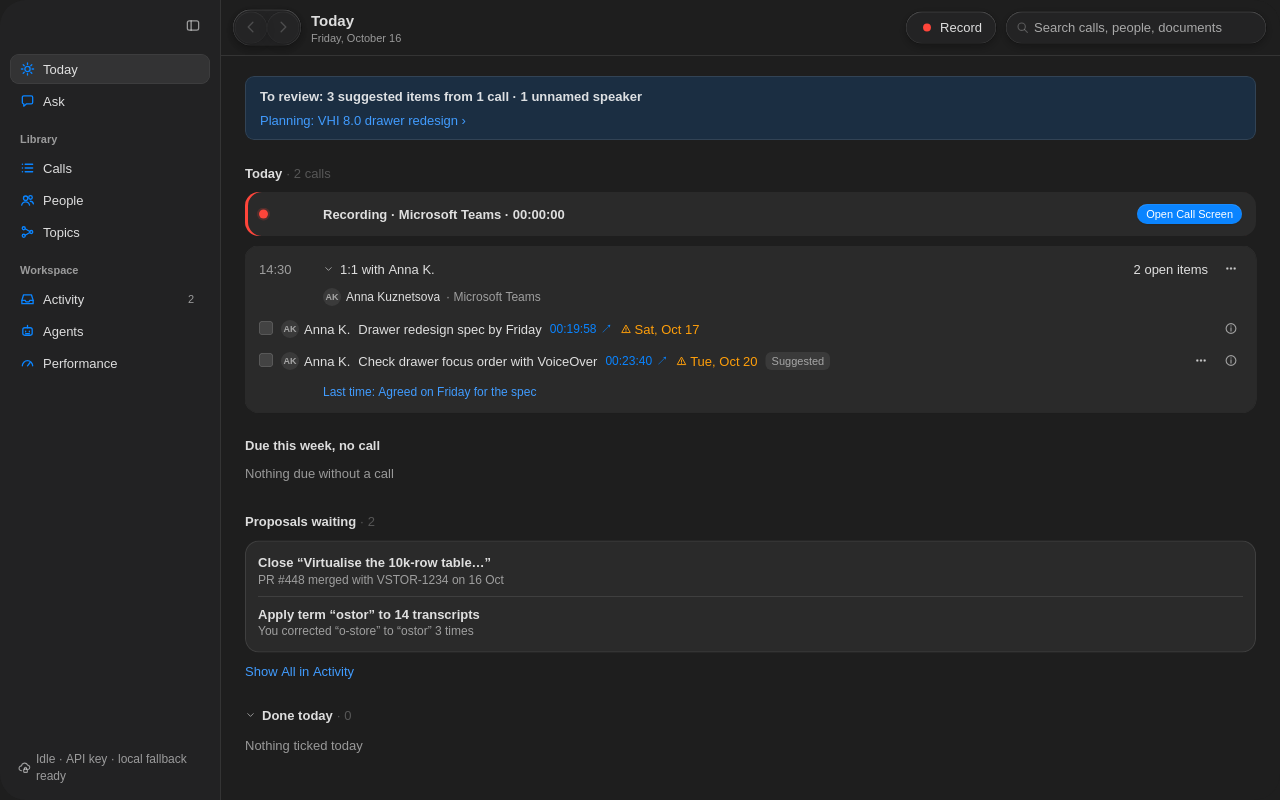 Today
Friday, October 16
Record
Search calls, people, documents
Today
Ask
Library
Calls
People
Topics
Workspace
Activity 2
Agents
Performance
Idle · API key · local fallback
ready
To review: 3 suggested items from 1 call · 1 unnamed speaker
Planning: VHI 8.0 drawer redesign ›
Today · 2 calls
Recording · Microsoft Teams · 00:00:00
Open Call Screen
14:30 1:1 with Anna K. 2 open items
AK Anna Kuznetsova · Microsoft Teams
AK Anna K. Drawer redesign spec by Friday 00:19:58 ↗ Sat, Oct 17
AK Anna K. Check drawer focus order with VoiceOver 00:23:40 ↗ Tue, Oct 20 Suggested
Last time: Agreed on Friday for the spec
Due this week, no call
Nothing due without a call
Proposals waiting · 2
Close “Virtualise the 10k-row table…”
PR #448 merged with VSTOR-1234 on 16 Oct
Apply term “ostor” to 14 transcripts
You corrected “o-store” to “ostor” 3 times
Show All in Activity
Done today · 0
Nothing ticked today